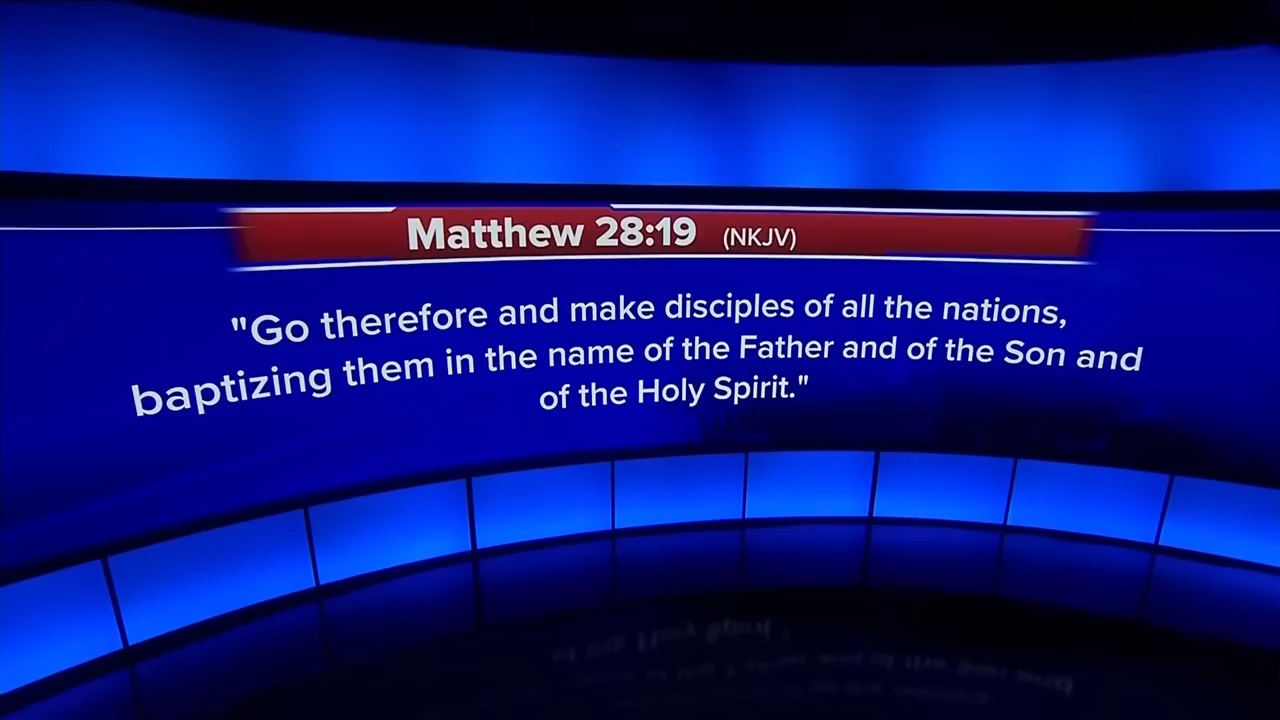 Matthew 28:19 (NKJV)
"Go therefore and make disciples of all the nations,
baptizing them in the name of the Father and of the Son and
of the Holy Spirit."